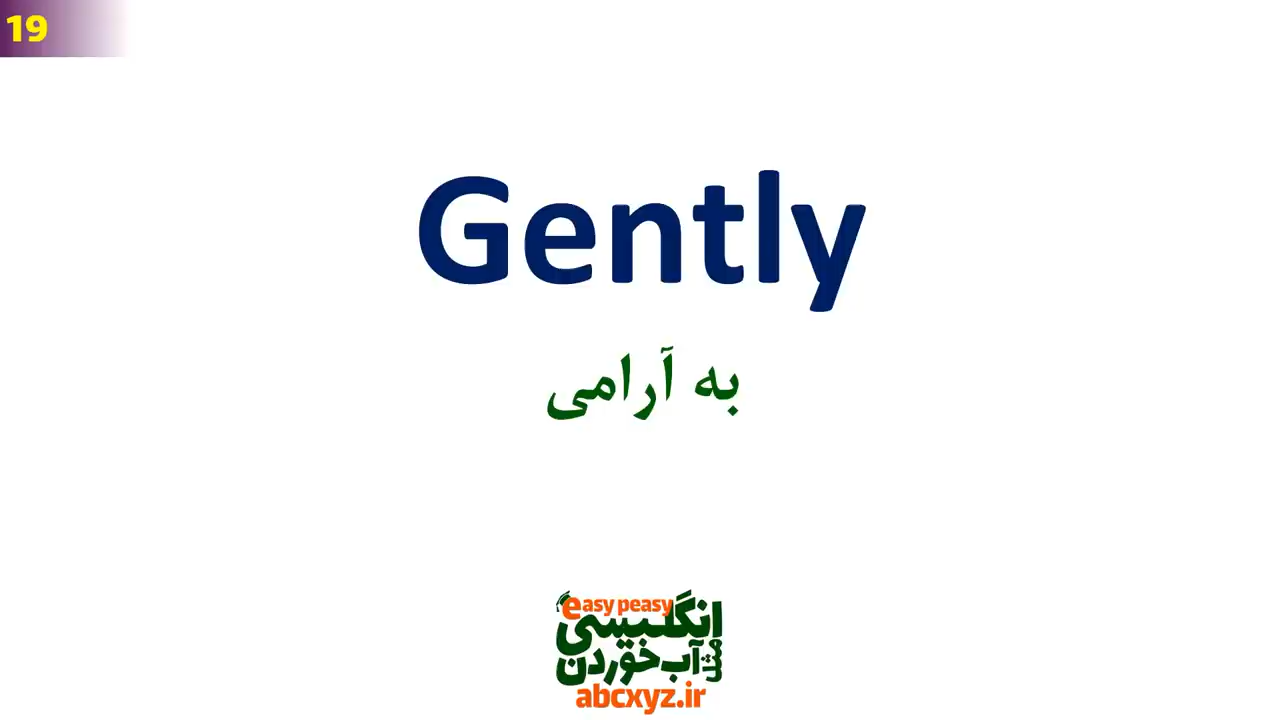 19
Gently
به آرامی
easy peasy
انگلیسی
مثل آب خوردن
abcxyz.ir